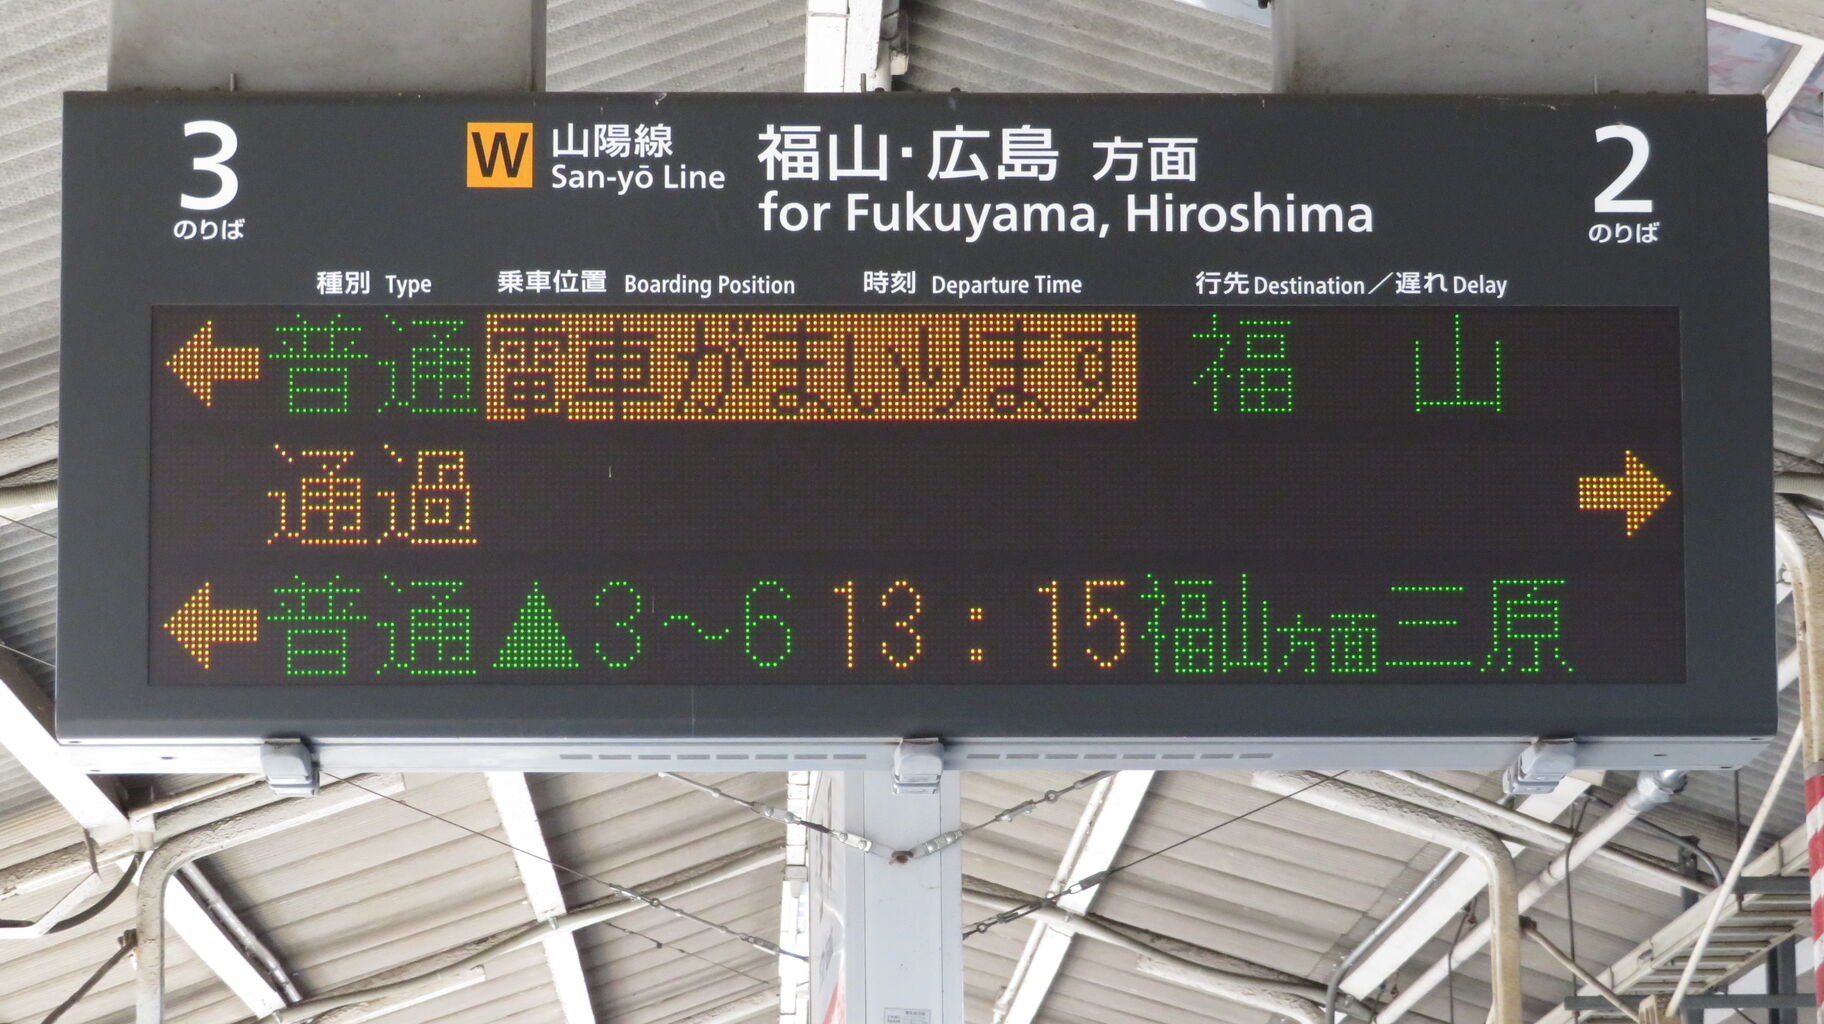 3
のりば
W 山陽線
San-yō Line
福山・広島 方面
for Fukuyama, Hiroshima
2
のりば
種別 Type 乗車位置 Boarding Position 時刻 Departure Time 行先 Destination／遅れ Delay
← 普通 電車がまいります 福 山
通過 →
← 普通 ▲3～6 13:15 福山方面三原